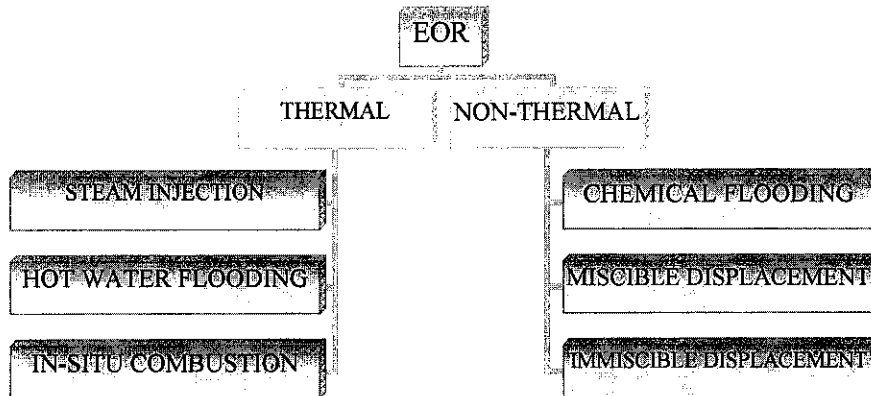 EOR
THERMAL
NON-THERMAL
STEAM INJECTION
HOT WATER FLOODING
IN-SITU COMBUSTION
CHEMICAL FLOODING
MISCIBLE DISPLACEMENT
IMMISCIBLE DISPLACEMENT